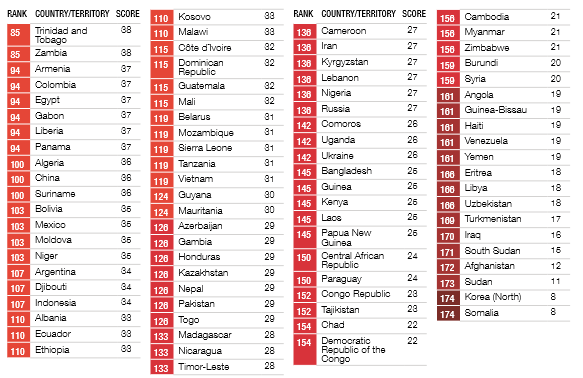 RANK COUNTRY/TERRITORY SCORE
85 Trinidad and Tobago 38
85 Zambia 38
94 Armenia 37
94 Colombia 37
94 Egypt 37
94 Gabon 37
94 Liberia 37
94 Panama 37
100 Algeria 36
100 China 36
100 Suriname 36
103 Bolivia 35
103 Mexico 35
103 Moldova 35
103 Niger 35
107 Argentina 34
107 Djibouti 34
107 Indonesia 34
110 Albania 33
110 Ecuador 33
110 Ethiopia 33
110 Kosovo 33
110 Malawi 33
115 Côte d'Ivoire 32
115 Dominican Republic 32
115 Guatemala 32
115 Mali 32
119 Belarus 31
119 Mozambique 31
119 Sierra Leone 31
119 Tanzania 31
119 Vietnam 31
124 Guyana 30
124 Mauritania 30
126 Azerbaijan 29
126 Gambia 29
126 Honduras 29
126 Kazakhstan 29
126 Nepal 29
126 Pakistan 29
126 Togo 29
133 Madagascar 28
133 Nicaragua 28
133 Timor-Leste 28
RANK COUNTRY/TERRITORY SCORE
136 Cameroon 27
136 Iran 27
136 Kyrgyzstan 27
136 Lebanon 27
136 Nigeria 27
136 Russia 27
142 Comoros 26
142 Uganda 26
142 Ukraine 26
145 Bangladesh 25
145 Guinea 25
145 Kenya 25
145 Laos 25
145 Papua New Guinea 25
150 Central African Republic 24
150 Paraguay 24
152 Congo Republic 23
152 Tajikistan 23
154 Chad 22
154 Democratic Republic of the Congo 22
156 Cambodia 21
156 Myanmar 21
156 Zimbabwe 21
159 Burundi 20
159 Syria 20
161 Angola 19
161 Guinea-Bissau 19
161 Haiti 19
161 Venezuela 19
161 Yemen 19
166 Eritrea 18
166 Libya 18
166 Uzbekistan 18
169 Turkmenistan 17
170 Iraq 16
171 South Sudan 15
172 Afghanistan 12
173 Sudan 11
174 Korea (North) 8
174 Somalia 8